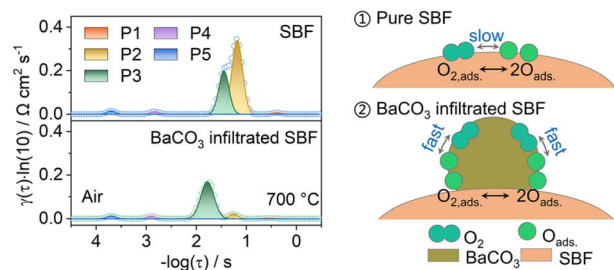 γ(τ)·ln(10) / Ω cm² s⁻¹
0.4
0.2
0.0
P1 P4
P2 P5
P3
SBF
0.4
0.2
0.0
BaCO₃ infiltrated SBF
Air
700 °C
4 3 2 1 0
-log(τ) / s
① Pure SBF
slow
O₂,ads. ↔ 2Oads.
② BaCO₃ infiltrated SBF
fast
fast
O₂,ads. ↔ 2Oads.
O₂ Oads.
BaCO₃ SBF